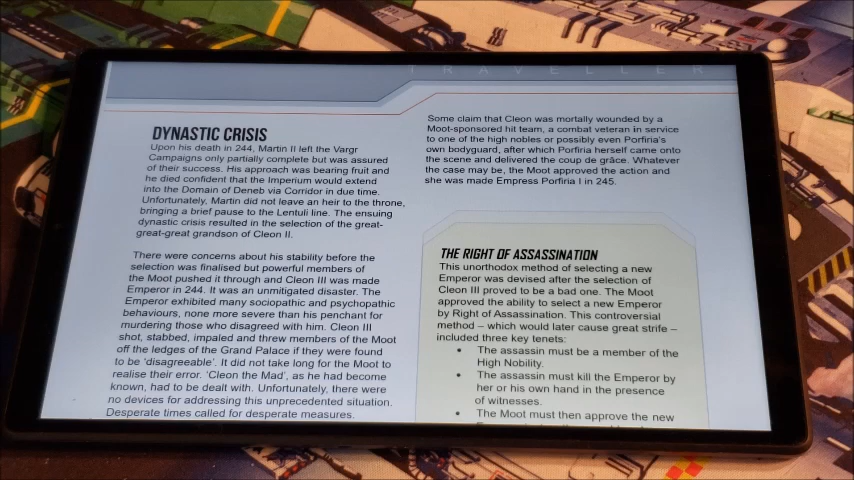 TRAVELLER
DYNASTIC CRISIS
Upon his death in 244, Martin II left the Vargr
Campaigns only partially complete but was assured
of their success. His approach was bearing fruit and
he died confident that the Imperium would extend
into the Domain of Deneb via Corridor in due time.
Unfortunately, Martin did not leave an heir to the throne,
bringing a brief pause to the Lentuli line. The ensuing
dynastic crisis resulted in the selection of the great-
great-great grandson of Cleon II.
There were concerns about his stability before the
selection was finalised but powerful members of
the Moot pushed it through and Cleon III was made
Emperor in 244. It was an unmitigated disaster. The
Emperor exhibited many sociopathic and psychopathic
behaviours, none more severe than his penchant for
murdering those who disagreed with him. Cleon III
shot, stabbed, impaled and threw members of the Moot
off the ledges of the Grand Palace if they were found
to be ‘disagreeable’. It did not take long for the Moot to
realise their error. ‘Cleon the Mad’, as he had become
known, had to be dealt with. Unfortunately, there were
no devices for addressing this unprecedented situation.
Desperate times called for desperate measures.
Some claim that Cleon was mortally wounded by a
Moot-sponsored hit team, a combat veteran in service
to one of the high nobles or possibly even Porfiria's
own bodyguard, after which Porfiria herself came onto
the scene and delivered the coup de grâce. Whatever
the case may be, the Moot approved the action and
she was made Empress Porfiria I in 245.
THE RIGHT OF ASSASSINATION
This unorthodox method of selecting a new
Emperor was devised after the selection of
Cleon III proved to be a bad one. The Moot
approved the ability to select a new Emperor
by Right of Assassination. This controversial
method – which would later cause great strife –
included three key tenets:
• The assassin must be a member of the
High Nobility.
• The assassin must kill the Emperor by
her or his own hand in the presence
of witnesses.
• The Moot must then approve the new